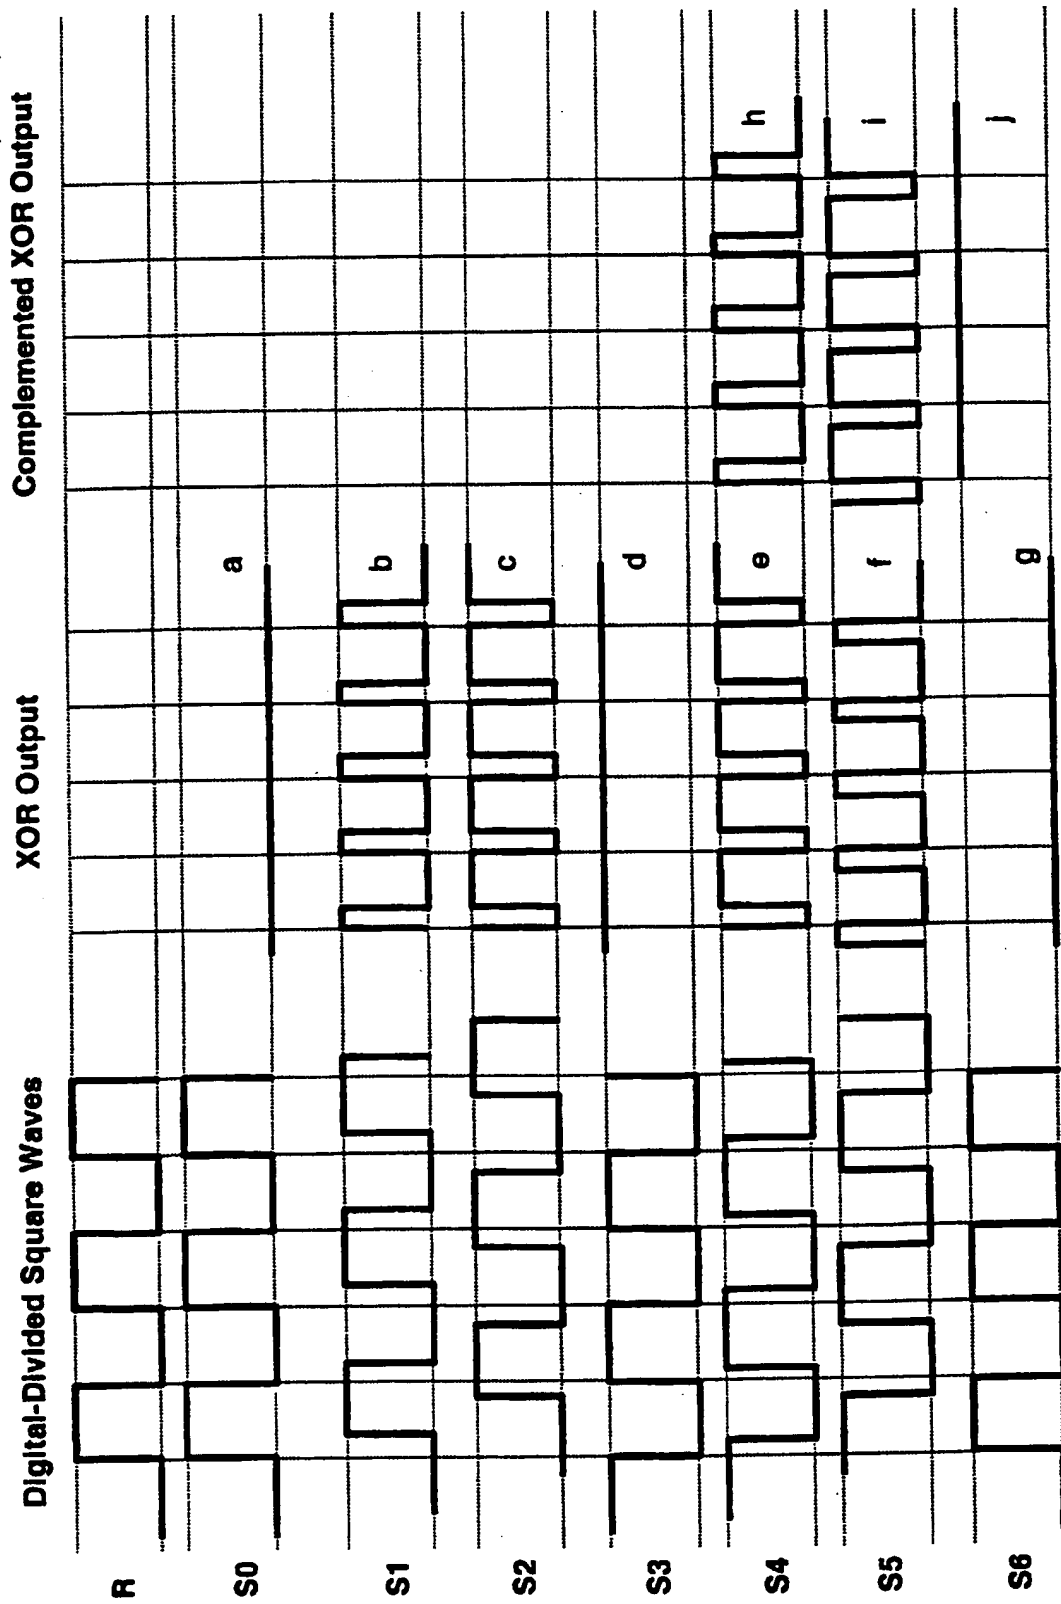 Digital-Divided Square Waves
XOR Output
Complemented XOR Output
R
S0
a
S1
b
S2
c
S3
d
S4
e
h
S5
f
i
S6
g
j